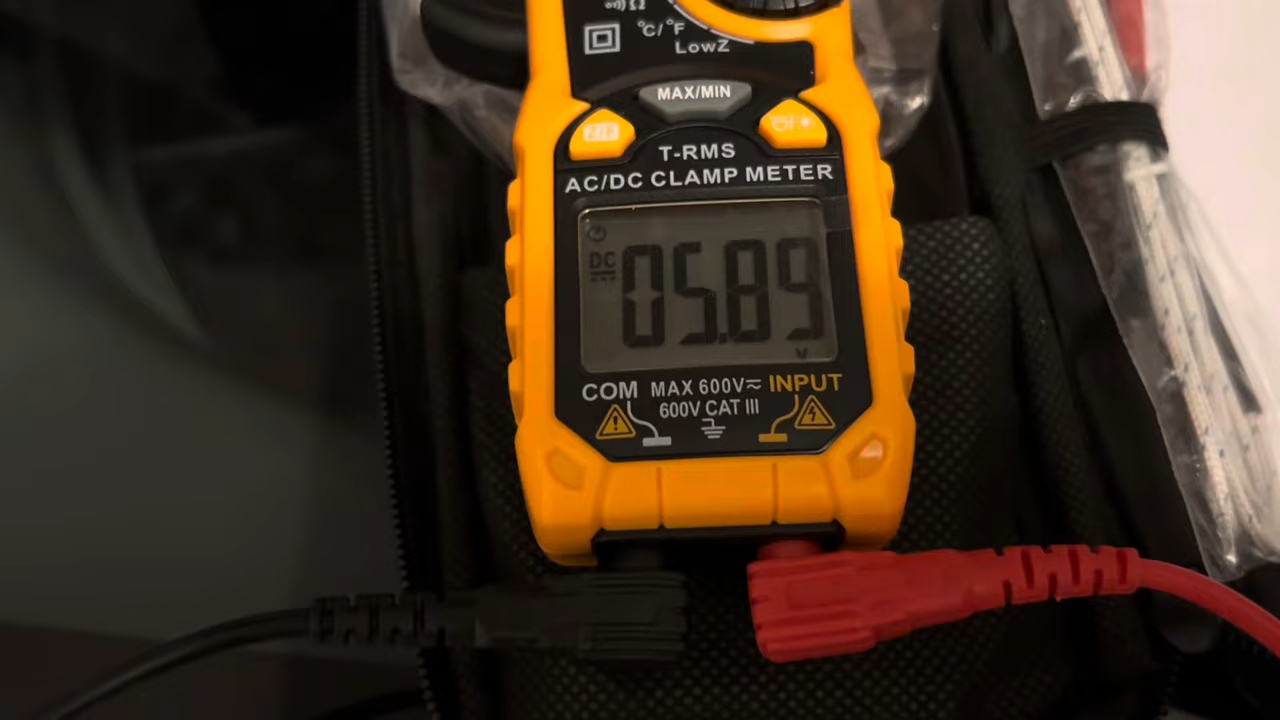 °C/°F
LowZ
MAX/MIN
T-RMS
AC/DC CLAMP METER
DC
05.89
V
COM MAX 600V⎓ INPUT
600V CAT III